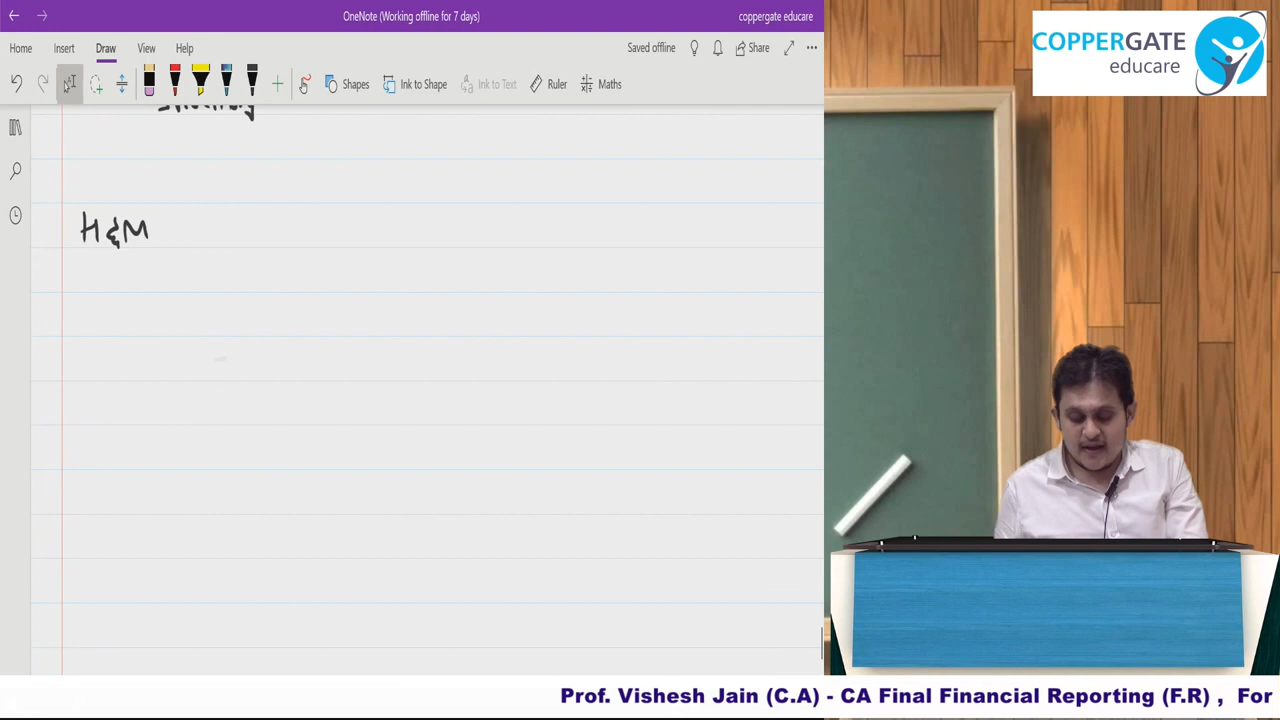 OneNote (Working offline for 7 days)
coppergate educare
Home Insert Draw View Help
Saved offline
Share
Shapes
Ink to Shape
Ink to Text
Ruler
Maths
H & M
COPPERGATE
educare
Prof. Vishesh Jain (C.A) - CA Final Financial Reporting (F.R) , For